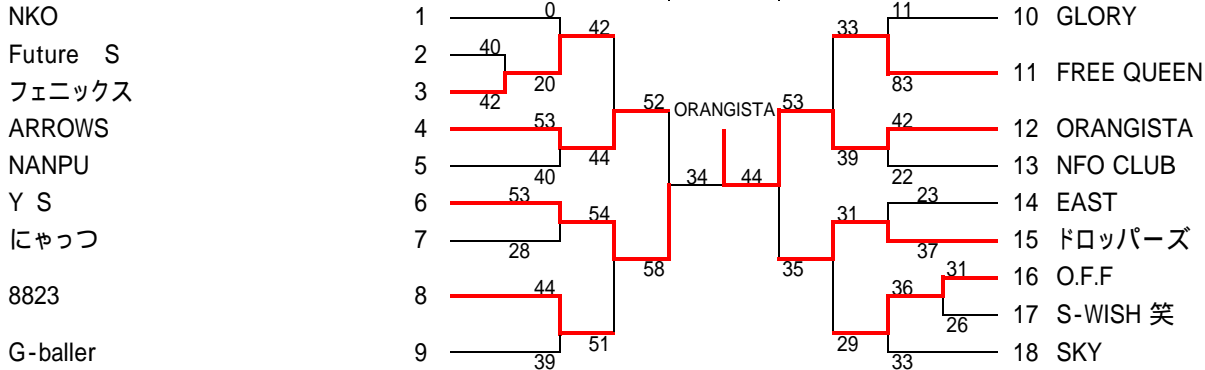 NKO 1 0 42 33 11 10 GLORY
Future S 2 40
フェニックス 3 42 20 83 11 FREE QUEEN
52 ORANGISTA 53
ARROWS 4 53 44 39 42 12 ORANGISTA
NANPU 5 40 22 13 NFO CLUB
34 44
Y S 6 53 54 31 23 14 EAST
にゃっつ 7 28 37 15 ドロッパーズ
58 35
8823 8 44 36 31 16 O.F.F
26 17 S-WISH 笑
G-baller 9 39 51 29 33 18 SKY